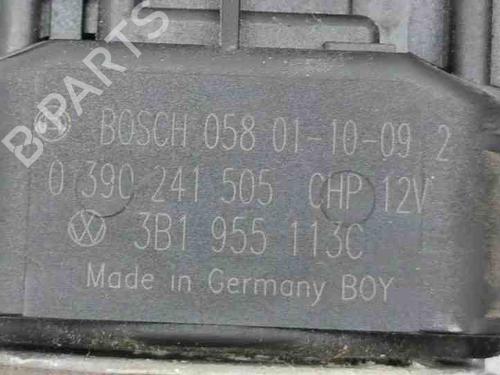 B-PARTS
BOSCH 058 01-10-09 2
0 390 241 505 CHP 12V
3B1 955 113C
Made in Germany BOY